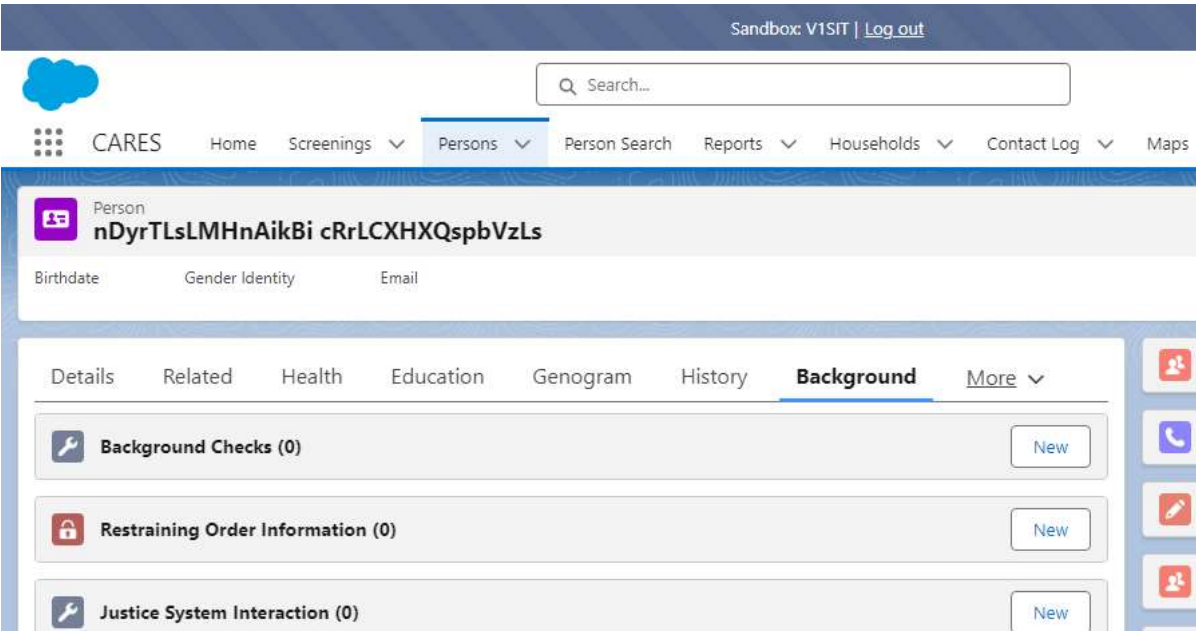 Sandbox: V1SIT | Log out
Search...
CARES Home Screenings Persons Person Search Reports Households Contact Log Maps
Person
nDyrTLsLMHnAikBi cRrLCXHXQspbVzLs
Birthdate Gender Identity Email
Details Related Health Education Genogram History Background More
Background Checks (0) New
Restraining Order Information (0) New
Justice System Interaction (0) New